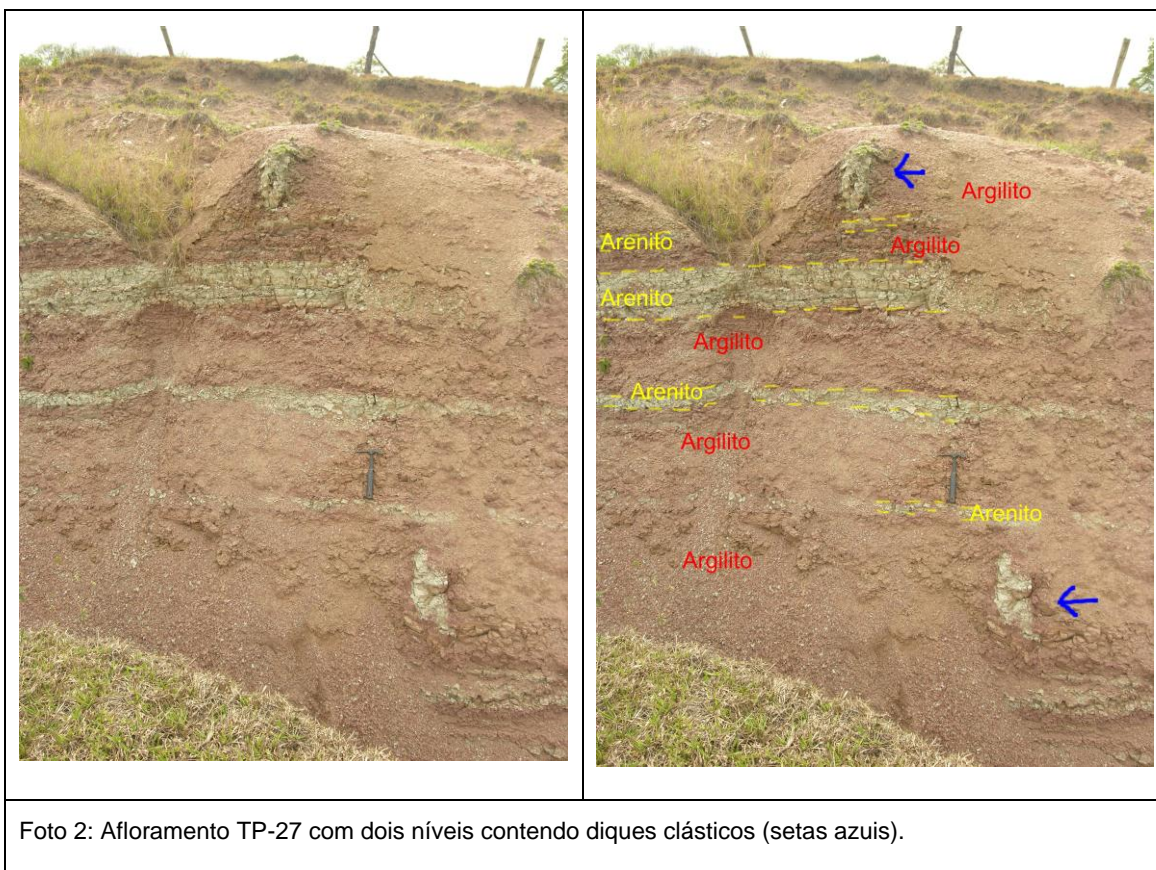 Argilito
Arenito
Argilito
Arenito
Argilito
Arenito
Argilito
Arenito
Argilito
Foto 2: Afloramento TP-27 com dois níveis contendo diques clásticos (setas azuis).